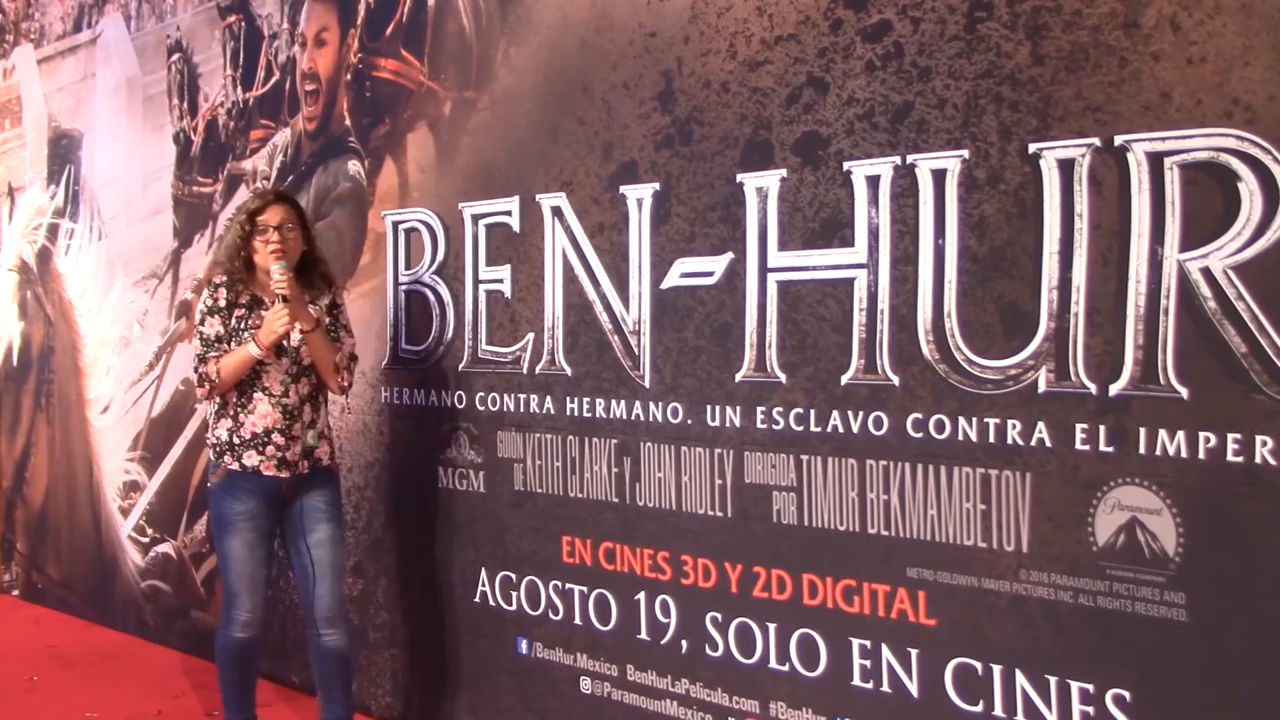 BEN-HUR
HERMANO CONTRA HERMANO. UN ESCLAVO CONTRA EL IMPER
MGM
GUIÓN DE KEITH CLARKE Y JOHN RIDLEY DIRIGIDA POR TIMUR BEKMAMBETOV
Paramount
EN CINES 3D Y 2D DIGITAL
© 2016 PARAMOUNT PICTURES AND
METRO-GOLDWYN-MAYER PICTURES INC. ALL RIGHTS RESERVED.
AGOSTO 19, SOLO EN CINES
/BenHur.Mexico BenHurLaPelicula.com #BenHur
@ParamountMexico